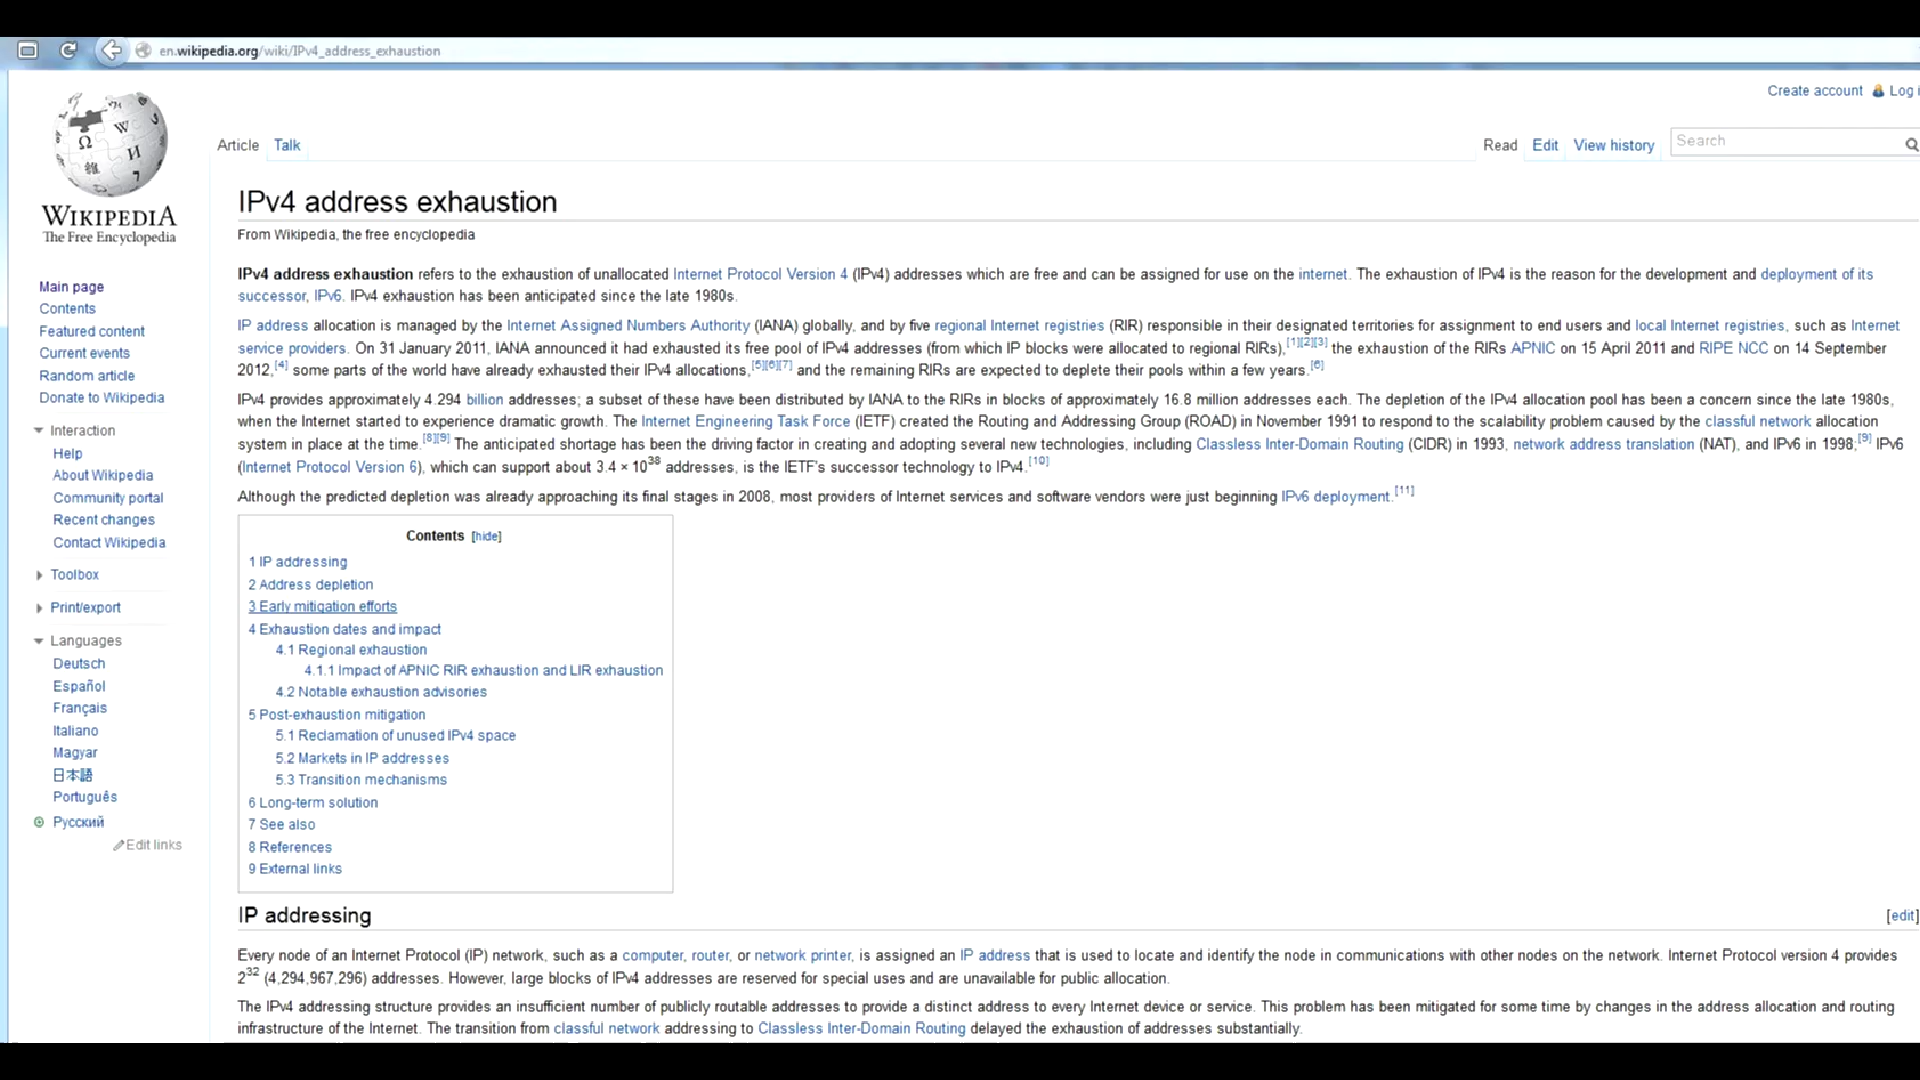 en.wikipedia.org/wiki/IPv4_address_exhaustion
Create account Log i
Article Talk Read Edit View history Search
WIKIPEDIA
The Free Encyclopedia
Main page
Contents
Featured content
Current events
Random article
Donate to Wikipedia
Interaction
Help
About Wikipedia
Community portal
Recent changes
Contact Wikipedia
Toolbox
Print/export
Languages
Deutsch
Español
Français
Italiano
Magyar
日本語
Português
Русский
Edit links
IPv4 address exhaustion
From Wikipedia, the free encyclopedia
IPv4 address exhaustion refers to the exhaustion of unallocated Internet Protocol Version 4 (IPv4) addresses which are free and can be assigned for use on the internet. The exhaustion of IPv4 is the reason for the development and deployment of its
successor, IPv6. IPv4 exhaustion has been anticipated since the late 1980s.
IP address allocation is managed by the Internet Assigned Numbers Authority (IANA) globally, and by five regional Internet registries (RIR) responsible in their designated territories for assignment to end users and local Internet registries, such as Internet
service providers. On 31 January 2011, IANA announced it had exhausted its free pool of IPv4 addresses (from which IP blocks were allocated to regional RIRs),[1][2][3] the exhaustion of the RIRs APNIC on 15 April 2011 and RIPE NCC on 14 September
2012,[4] some parts of the world have already exhausted their IPv4 allocations,[5][6][7] and the remaining RIRs are expected to deplete their pools within a few years.[6]
IPv4 provides approximately 4.294 billion addresses; a subset of these have been distributed by IANA to the RIRs in blocks of approximately 16.8 million addresses each. The depletion of the IPv4 allocation pool has been a concern since the late 1980s,
when the Internet started to experience dramatic growth. The Internet Engineering Task Force (IETF) created the Routing and Addressing Group (ROAD) in November 1991 to respond to the scalability problem caused by the classful network allocation
system in place at the time.[8][9] The anticipated shortage has been the driving factor in creating and adopting several new technologies, including Classless Inter-Domain Routing (CIDR) in 1993, network address translation (NAT), and IPv6 in 1998.[9] IPv6
(Internet Protocol Version 6), which can support about 3.4 × 10³⁸ addresses, is the IETF's successor technology to IPv4.[10]
Although the predicted depletion was already approaching its final stages in 2008, most providers of Internet services and software vendors were just beginning IPv6 deployment.[11]
Contents [hide]
1 IP addressing
2 Address depletion
3 Early mitigation efforts
4 Exhaustion dates and impact
4.1 Regional exhaustion
4.1.1 Impact of APNIC RIR exhaustion and LIR exhaustion
4.2 Notable exhaustion advisories
5 Post-exhaustion mitigation
5.1 Reclamation of unused IPv4 space
5.2 Markets in IP addresses
5.3 Transition mechanisms
6 Long-term solution
7 See also
8 References
9 External links
IP addressing [edit]
Every node of an Internet Protocol (IP) network, such as a computer, router, or network printer, is assigned an IP address that is used to locate and identify the node in communications with other nodes on the network. Internet Protocol version 4 provides
2³² (4,294,967,296) addresses. However, large blocks of IPv4 addresses are reserved for special uses and are unavailable for public allocation.
The IPv4 addressing structure provides an insufficient number of publicly routable addresses to provide a distinct address to every Internet device or service. This problem has been mitigated for some time by changes in the address allocation and routing
infrastructure of the Internet. The transition from classful network addressing to Classless Inter-Domain Routing delayed the exhaustion of addresses substantially.